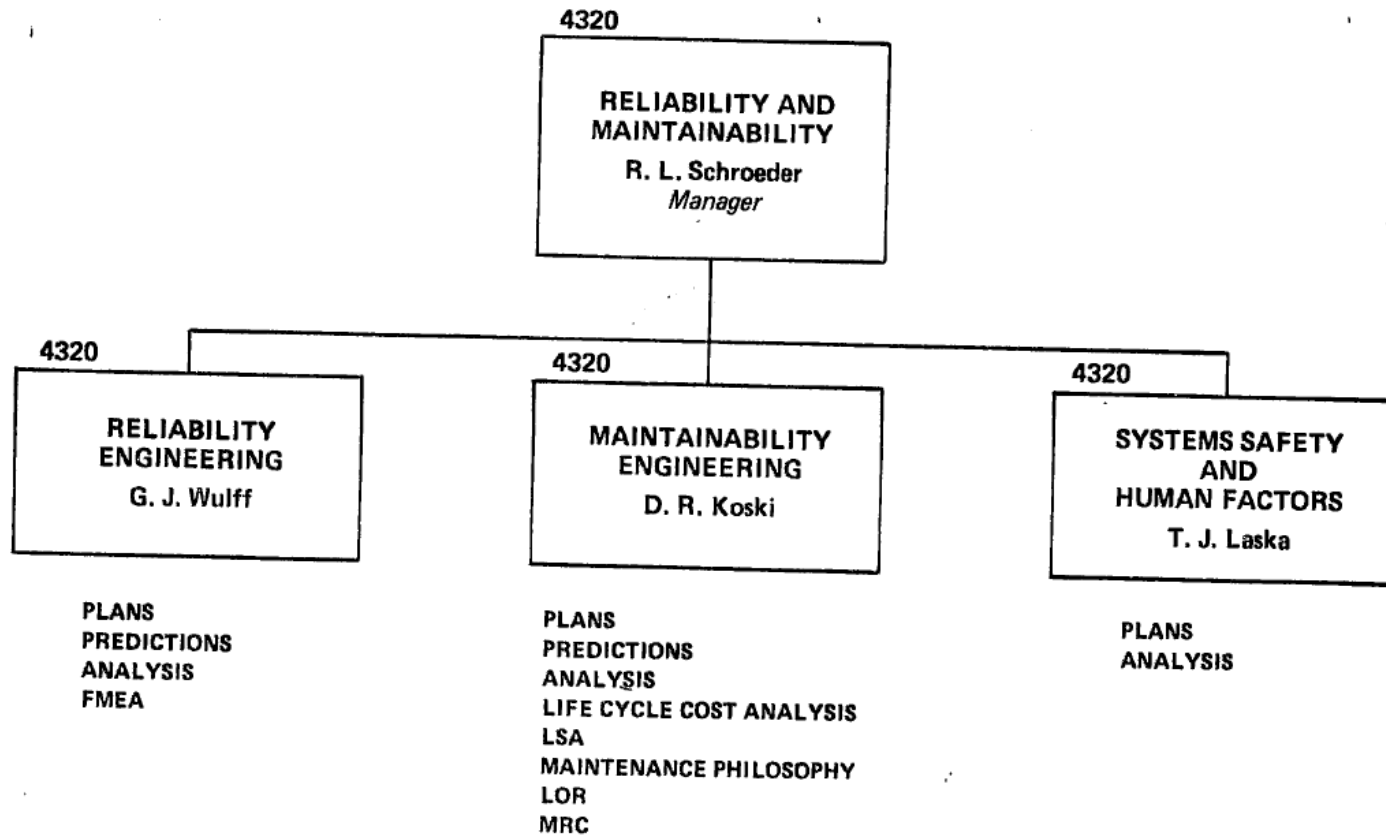 4320
RELIABILITY AND
MAINTAINABILITY
R. L. Schroeder
Manager
4320
RELIABILITY
ENGINEERING
G. J. Wulff
PLANS
PREDICTIONS
ANALYSIS
FMEA
4320
MAINTAINABILITY
ENGINEERING
D. R. Koski
PLANS
PREDICTIONS
ANALYSIS
LIFE CYCLE COST ANALYSIS
LSA
MAINTENANCE PHILOSOPHY
LOR
MRC
4320
SYSTEMS SAFETY
AND
HUMAN FACTORS
T. J. Laska
PLANS
ANALYSIS